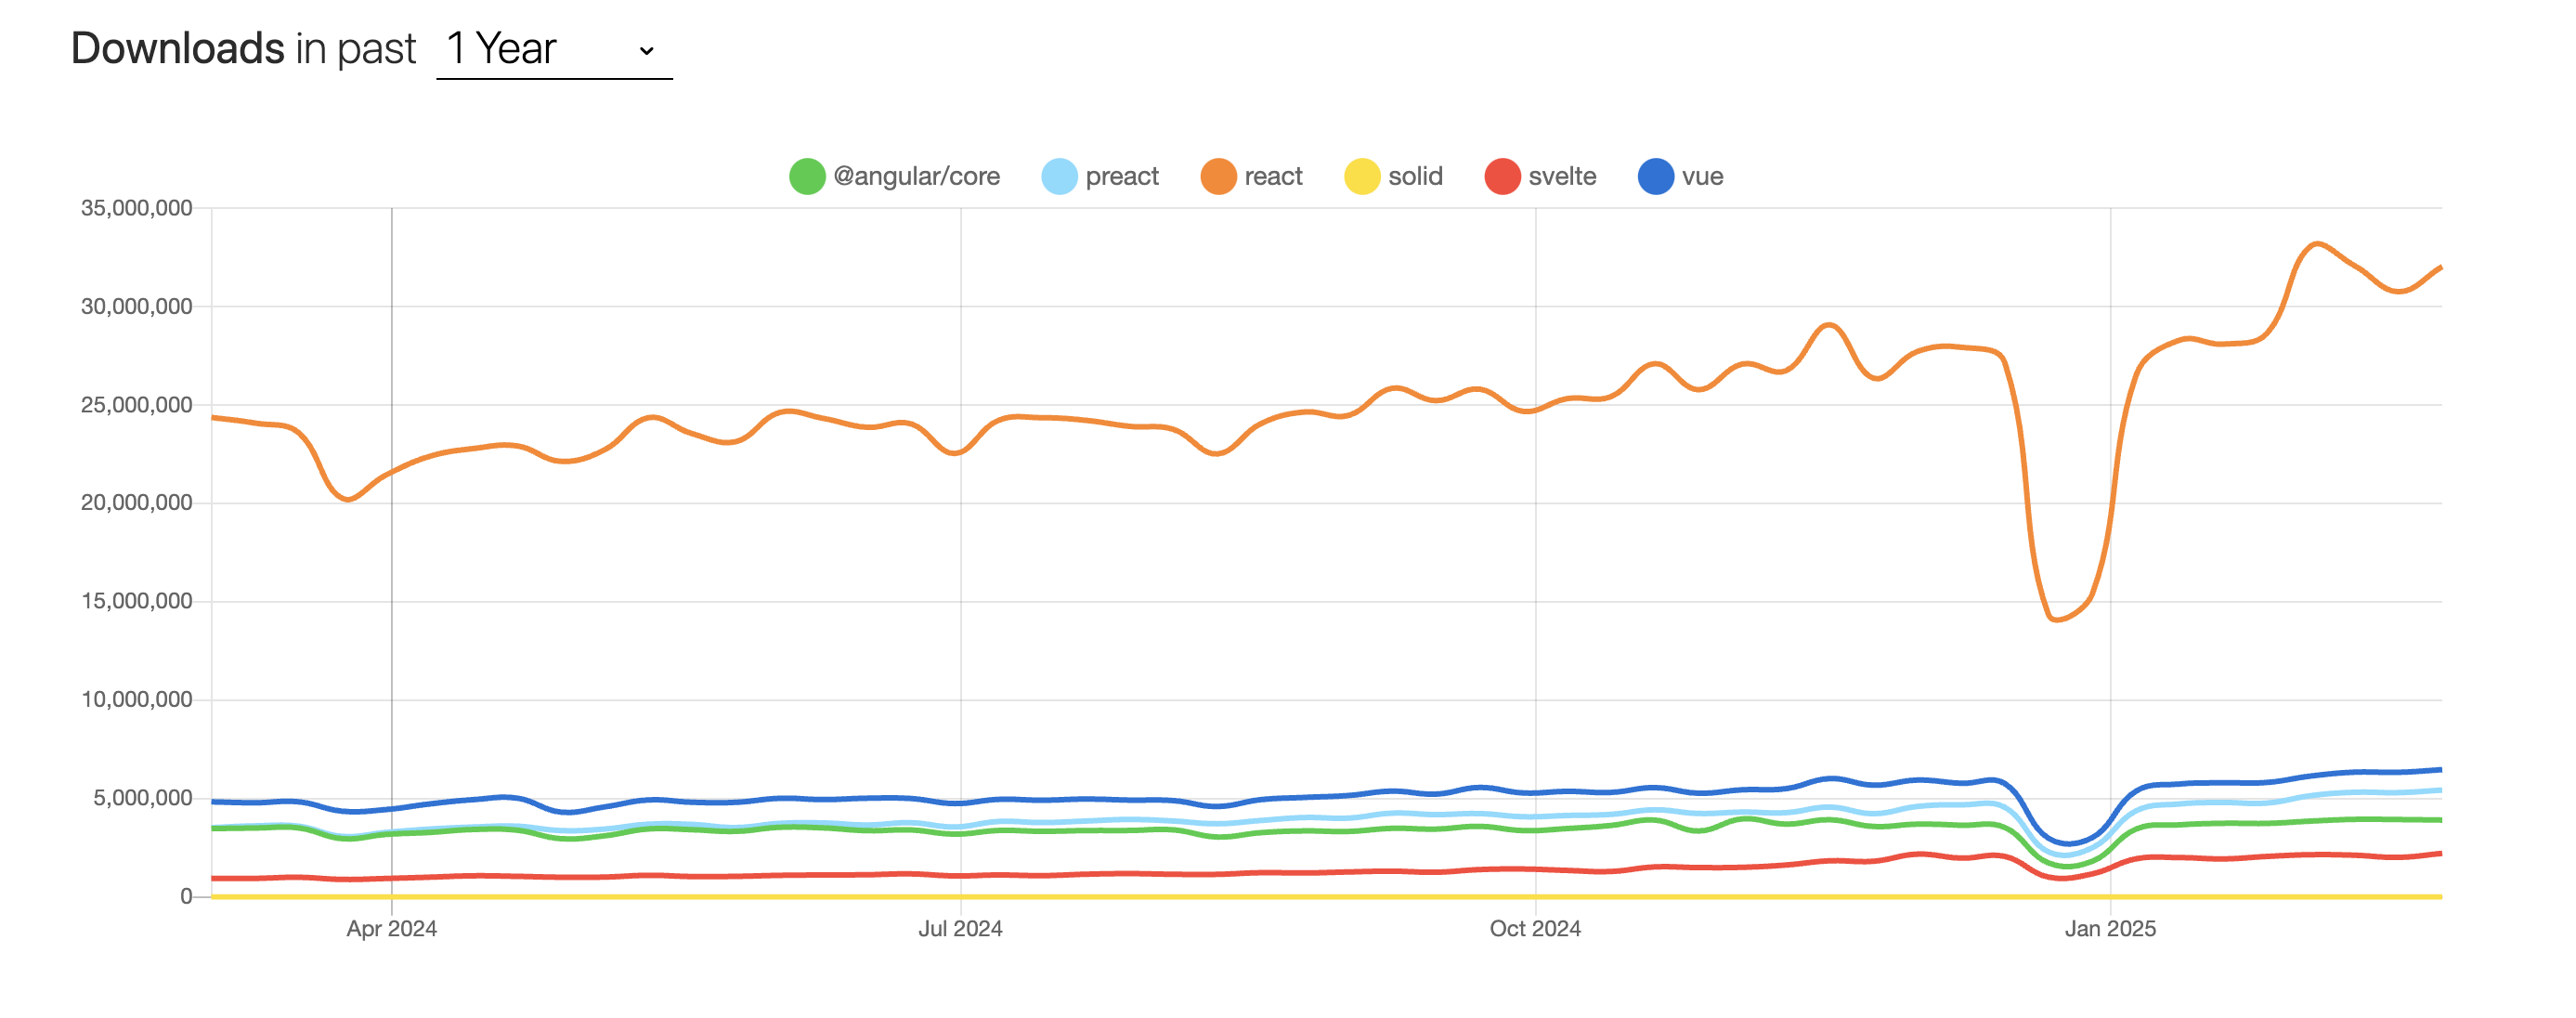 Downloads in past 1 Year
@angular/core preact react solid svelte vue
35,000,000
30,000,000
25,000,000
20,000,000
15,000,000
10,000,000
5,000,000
0
Apr 2024 Jul 2024 Oct 2024 Jan 2025